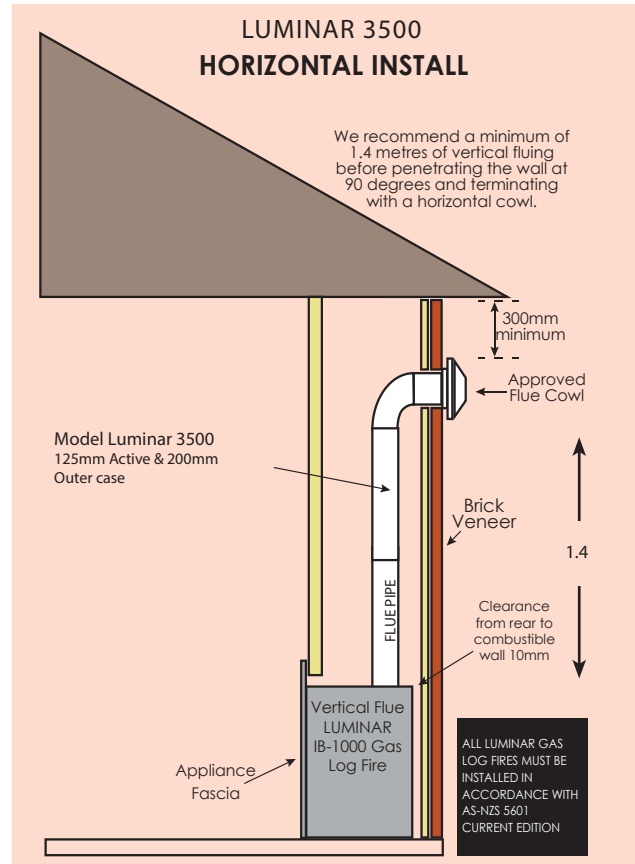 LUMINAR 3500
HORIZONTAL INSTALL
We recommend a minimum of
1.4 metres of vertical fluing
before penetrating the wall at
90 degrees and terminating
with a horizontal cowl.
300mm
minimum
Approved
Flue Cowl
Model Luminar 3500
125mm Active & 200mm
Outer case
Brick
Veneer
1.4
FLUE PIPE
Clearance
from rear to
combustible
wall 10mm
Vertical Flue
LUMINAR
IB-1000 Gas
Log Fire
Appliance
Fascia
ALL LUMINAR GAS
LOG FIRES MUST BE
INSTALLED IN
ACCORDANCE WITH
AS-NZS 5601
CURRENT EDITION